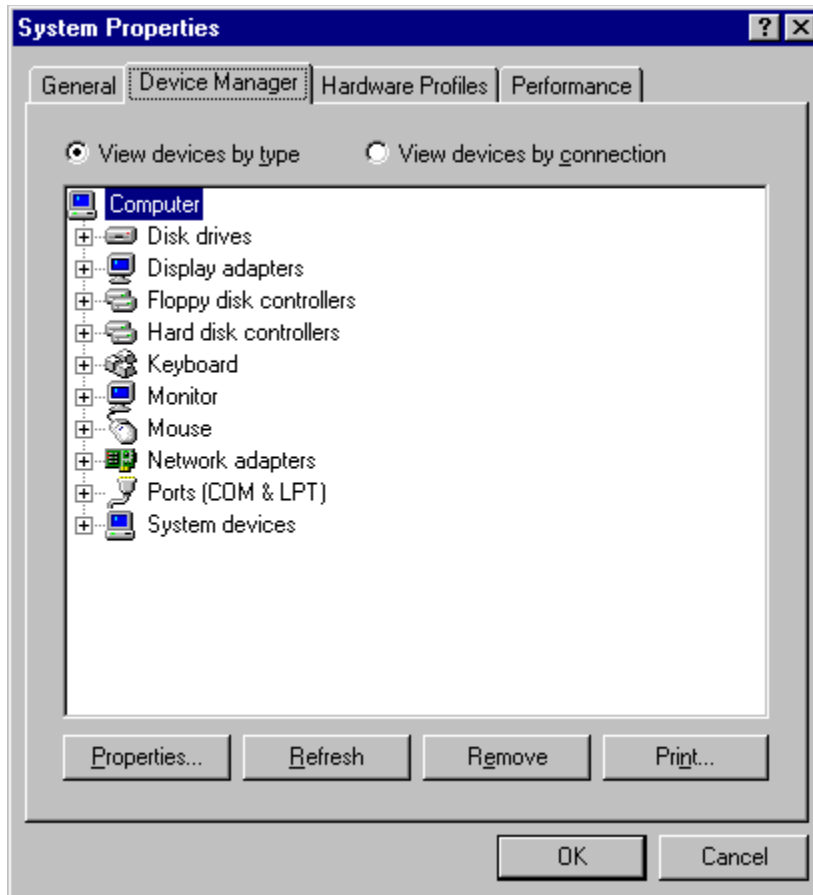 System Properties
General Device Manager Hardware Profiles Performance
View devices by type View devices by connection
Computer
Disk drives
Display adapters
Floppy disk controllers
Hard disk controllers
Keyboard
Monitor
Mouse
Network adapters
Ports (COM & LPT)
System devices
Properties... Refresh Remove Print...
OK Cancel